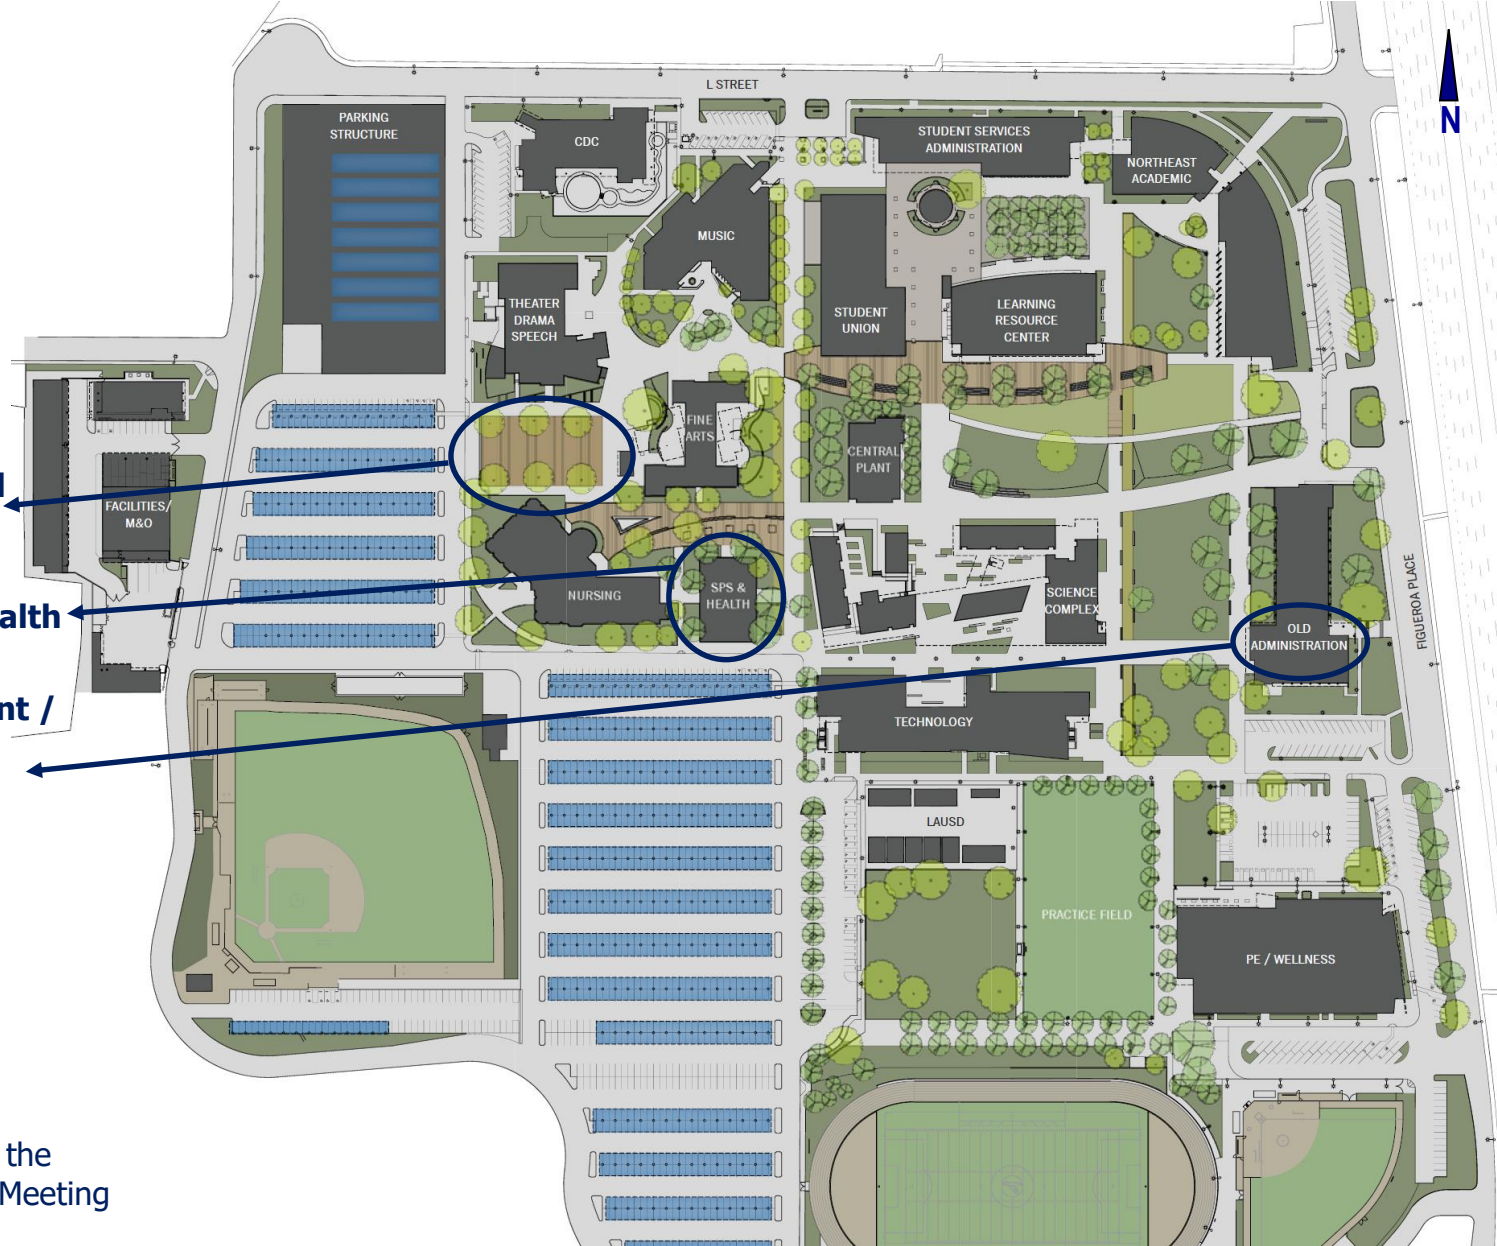 L STREET
N
PARKING
STRUCTURE
CDC
STUDENT SERVICES
ADMINISTRATION
NORTHEAST
ACADEMIC
MUSIC
THEATER
DRAMA
SPEECH
STUDENT
UNION
LEARNING
RESOURCE
CENTER
FINE
ARTS
CENTRAL
PLANT
FACILITIES/
M&O
NURSING
SPS &
HEALTH
SCIENCE
COMPLEX
OLD
ADMINISTRATION
FIGUEROA PLACE
alth
nt /
TECHNOLOGY
LAUSD
PRACTICE FIELD
PE / WELLNESS
the
Meeting